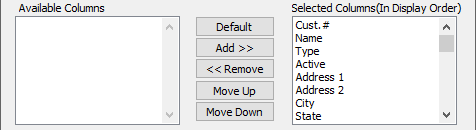 Available Columns
Selected Columns(In Display Order)
Default
Add >>
<< Remove
Move Up
Move Down
Cust. #
Name
Type
Active
Address 1
Address 2
City
State